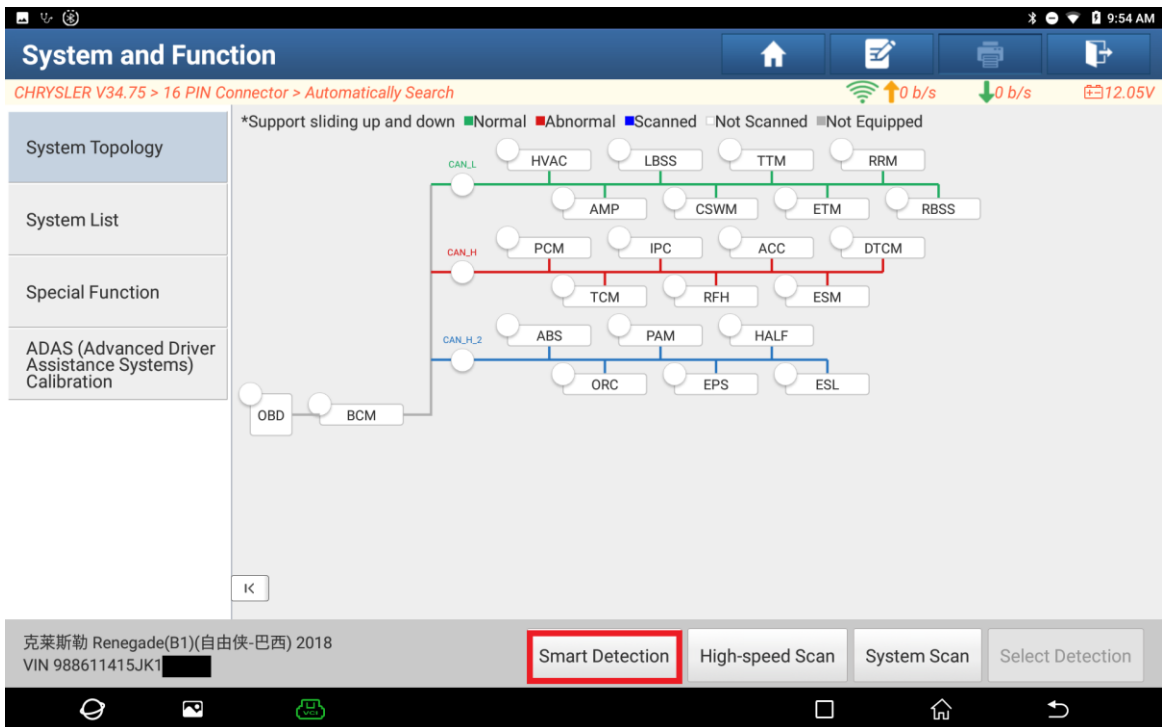 9:54 AM
System and Function
CHRYSLER V34.75 > 16 PIN Connector > Automatically Search
0 b/s
0 b/s
12.05V
System Topology
System List
Special Function
ADAS (Advanced Driver
Assistance Systems)
Calibration
*Support sliding up and down Normal Abnormal Scanned Not Scanned Not Equipped
CAN_L
HVAC LBSS TTM RRM
AMP CSWM ETM RBSS
CAN_H
PCM IPC ACC DTCM
TCM RFH ESM
CAN_H_2
ABS PAM HALF
ORC EPS ESL
OBD BCM
克莱斯勒 Renegade(B1)(自由侠-巴西) 2018
VIN 988611415JK1
Smart Detection
High-speed Scan
System Scan
Select Detection
VCI